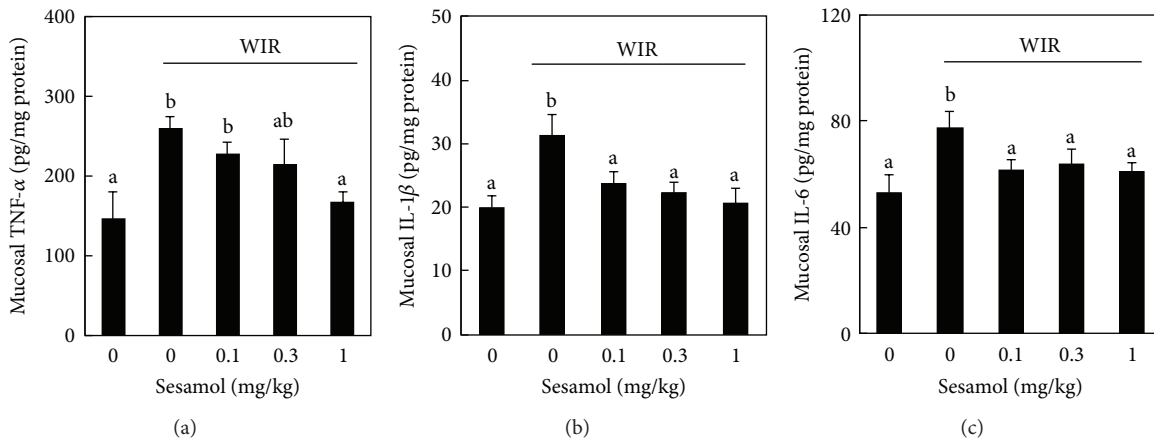 400
300
200
100
0
Mucosal TNF-α (pg/mg protein)
WIR
a
b
b
ab
a
0
0
0.1
0.3
1
Sesamol (mg/kg)
(a)
50
40
30
20
10
0
Mucosal IL-1β (pg/mg protein)
WIR
a
b
a
a
a
0
0
0.1
0.3
1
Sesamol (mg/kg)
(b)
120
80
40
0
Mucosal IL-6 (pg/mg protein)
WIR
a
b
a
a
a
0
0
0.1
0.3
1
Sesamol (mg/kg)
(c)